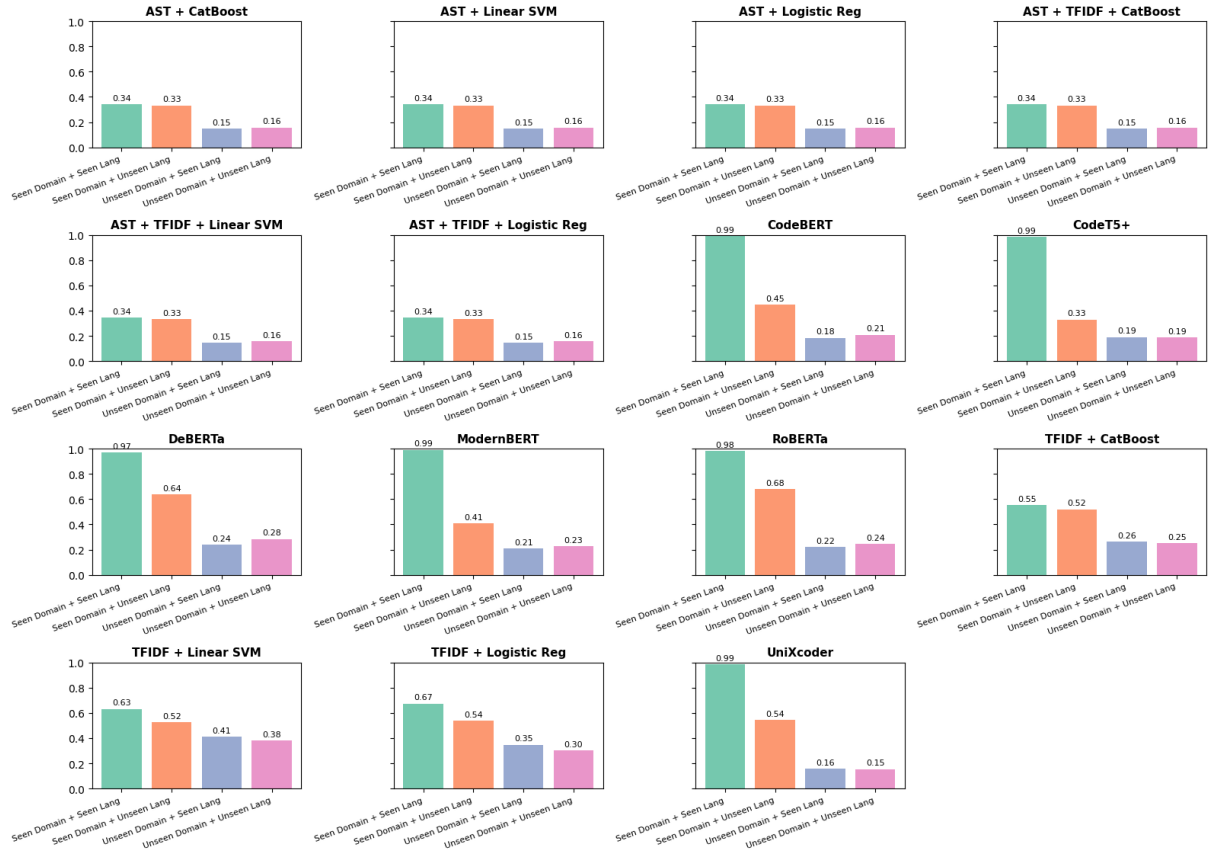 AST + CatBoost
AST + Linear SVM
AST + Logistic Reg
AST + TFIDF + CatBoost
1.0
0.8
0.6
0.4
0.2
0.0
0.34
0.33
0.15
0.16
0.34
0.33
0.15
0.16
0.34
0.33
0.15
0.16
0.34
0.33
0.15
0.16
Seen Domain + Seen Lang
Seen Domain + Unseen Lang
Unseen Domain + Seen Lang
Unseen Domain + Unseen Lang
Seen Domain + Seen Lang
Seen Domain + Unseen Lang
Unseen Domain + Seen Lang
Unseen Domain + Unseen Lang
Seen Domain + Seen Lang
Seen Domain + Unseen Lang
Unseen Domain + Seen Lang
Unseen Domain + Unseen Lang
Seen Domain + Seen Lang
Seen Domain + Unseen Lang
Unseen Domain + Seen Lang
Unseen Domain + Unseen Lang
AST + TFIDF + Linear SVM
AST + TFIDF + Logistic Reg
CodeBERT
CodeT5+
1.0
0.8
0.6
0.4
0.2
0.0
0.34
0.33
0.15
0.16
0.34
0.33
0.15
0.16
0.99
0.45
0.18
0.21
0.99
0.33
0.19
0.19
Seen Domain + Seen Lang
Seen Domain + Unseen Lang
Unseen Domain + Seen Lang
Unseen Domain + Unseen Lang
Seen Domain + Seen Lang
Seen Domain + Unseen Lang
Unseen Domain + Seen Lang
Unseen Domain + Unseen Lang
Seen Domain + Seen Lang
Seen Domain + Unseen Lang
Unseen Domain + Seen Lang
Unseen Domain + Unseen Lang
Seen Domain + Seen Lang
Seen Domain + Unseen Lang
Unseen Domain + Seen Lang
Unseen Domain + Unseen Lang
DeBERTa
ModernBERT
RoBERTa
TFIDF + CatBoost
1.0
0.8
0.6
0.4
0.2
0.0
0.97
0.64
0.24
0.28
0.99
0.41
0.21
0.23
0.98
0.68
0.22
0.24
0.55
0.52
0.26
0.25
Seen Domain + Seen Lang
Seen Domain + Unseen Lang
Unseen Domain + Seen Lang
Unseen Domain + Unseen Lang
Seen Domain + Seen Lang
Seen Domain + Unseen Lang
Unseen Domain + Seen Lang
Unseen Domain + Unseen Lang
Seen Domain + Seen Lang
Seen Domain + Unseen Lang
Unseen Domain + Seen Lang
Unseen Domain + Unseen Lang
Seen Domain + Seen Lang
Seen Domain + Unseen Lang
Unseen Domain + Seen Lang
Unseen Domain + Unseen Lang
TFIDF + Linear SVM
TFIDF + Logistic Reg
UniXcoder
1.0
0.8
0.6
0.4
0.2
0.0
0.63
0.52
0.41
0.38
0.67
0.54
0.35
0.30
0.99
0.54
0.16
0.15
Seen Domain + Seen Lang
Seen Domain + Unseen Lang
Unseen Domain + Seen Lang
Unseen Domain + Unseen Lang
Seen Domain + Seen Lang
Seen Domain + Unseen Lang
Unseen Domain + Seen Lang
Unseen Domain + Unseen Lang
Seen Domain + Seen Lang
Seen Domain + Unseen Lang
Unseen Domain + Seen Lang
Unseen Domain + Unseen Lang